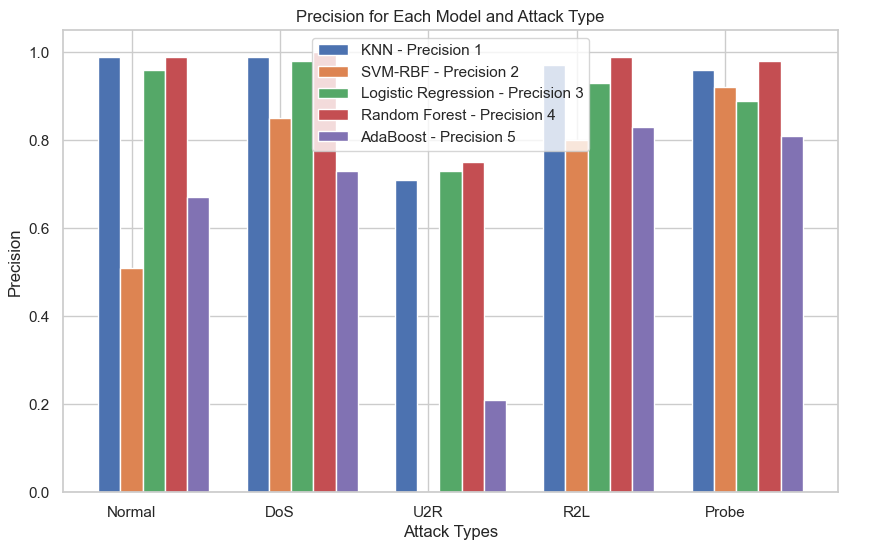 Precision for Each Model and Attack Type
KNN - Precision 1
SVM-RBF - Precision 2
Logistic Regression - Precision 3
Random Forest - Precision 4
AdaBoost - Precision 5
Precision
1.0
0.8
0.6
0.4
0.2
0.0
Normal DoS U2R R2L Probe
Attack Types